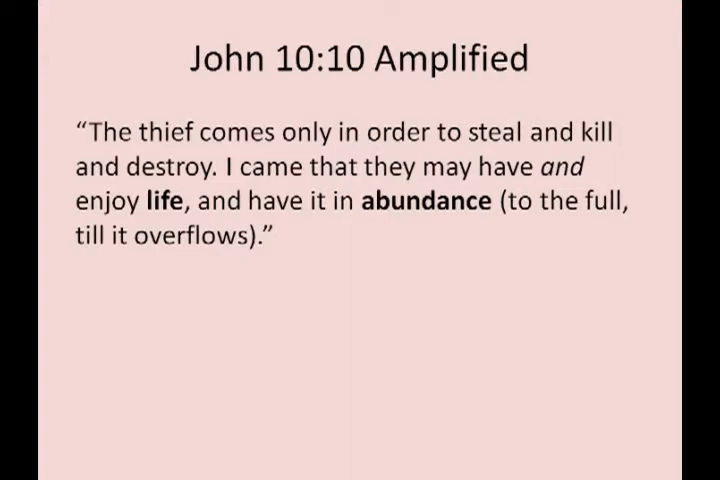 John 10:10 Amplified
“The thief comes only in order to steal and kill
and destroy. I came that they may have and
enjoy life, and have it in abundance (to the full,
till it overflows).”